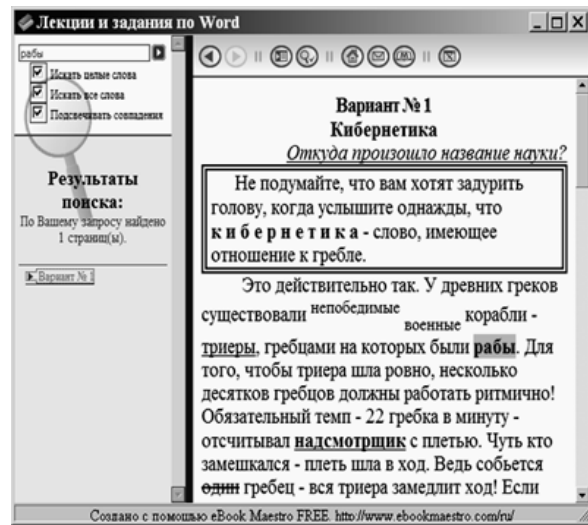 Лекции и задания по Word
рабы
Искать целые слова
Искать все слова
Подсвечивать совпадения
Результаты
поиска:
По Вашему запросу найдено
1 страниц(ы).
Вариант № 1
Вариант № 1
Кибернетика
Откуда произошло название науки?
Не подумайте, что вам хотят задурить
голову, когда услышите однажды, что
кибернетика - слово, имеющее
отношение к гребле.
Это действительно так. У древних греков
существовали непобедимые военные корабли -
триеры, гребцами на которых были рабы. Для
того, чтобы триера шла ровно, несколько
десятков гребцов должны работать ритмично!
Обязательный темп - 22 гребка в минуту -
отсчитывал надсмотрщик с плетью. Чуть кто
замешкался - плеть шла в ход. Ведь собьется
один гребец - вся триера замедлит ход! Если
Создано с помощью eBook Maestro FREE. http://www.ebookmaestro.com/ru/